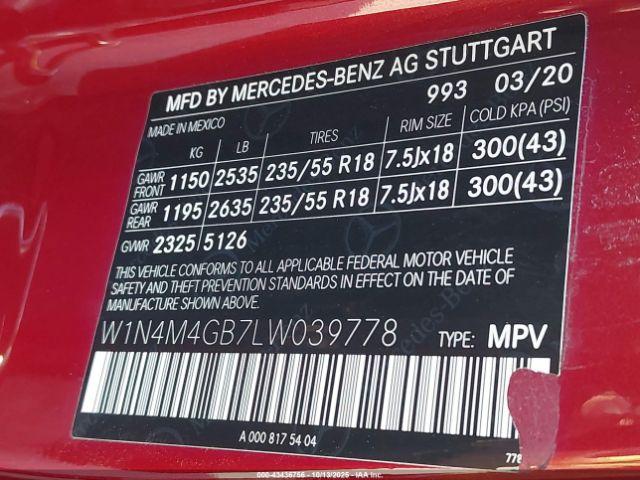 MFD BY MERCEDES-BENZ AG STUTTGART
993 03/20
MADE IN MEXICO
KG LB TIRES RIM SIZE COLD KPA (PSI)
GAWR FRONT 1150 2535 235/55 R18 7.5Jx18 300(43)
GAWR REAR 1195 2635 235/55 R18 7.5Jx18 300(43)
GVWR 2325 5126
THIS VEHICLE CONFORMS TO ALL APPLICABLE FEDERAL MOTOR VEHICLE
SAFETY AND THEFT PREVENTION STANDARDS IN EFFECT ON THE DATE OF
MANUFACTURE SHOWN ABOVE.
W1N4M4GB7LW039778 TYPE: MPV
A 000 817 54 04
000-43436756 - 10/13/2025 - IAA.